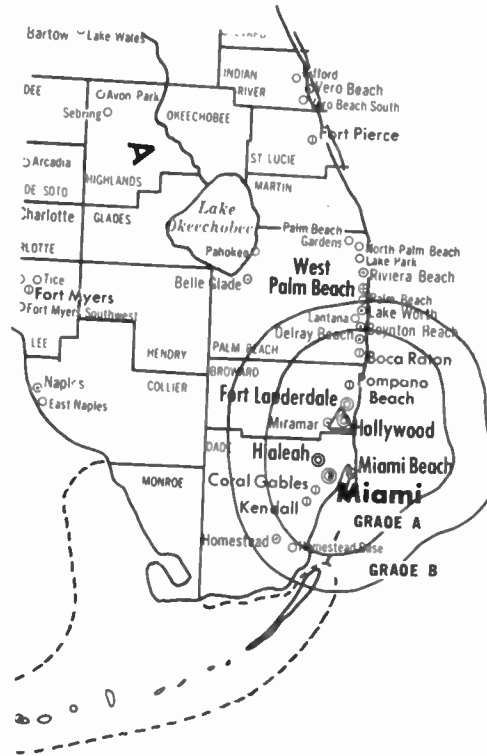 Bartow
Lake Wales
INDIAN
RIVER
Gifford
Vero Beach
Vero Beach South
DEE
Avon Park
Sebring
OKEECHOBEE
Fort Pierce
ST LUCIE
Arcadia
DE SOTO
HIGHLANDS
MARTIN
Charlotte
GLADES
Lake
Okeechobee
Palm Beach
Gardens
North Palm Beach
Lake Park
Riviera Beach
Pahokee
West
Palm Beach
Palm Beach
RLOTTE
Tice
Fort Myers
Fort Myers Southwest
Belle Glade
Lake Worth
Lantana
Boynton Beach
Delray Beach
LEE
HENDRY
PALM BEACH
Boca Raton
BROWARD
COLLIER
Naples
East Naples
Pompano
Beach
Fort Lauderdale
Miramar
Hollywood
DADE
Hialeah
Miami Beach
MONROE
Coral Gables
Miami
Kendall
GRADE A
Homestead
Homestead Base
GRADE B
A